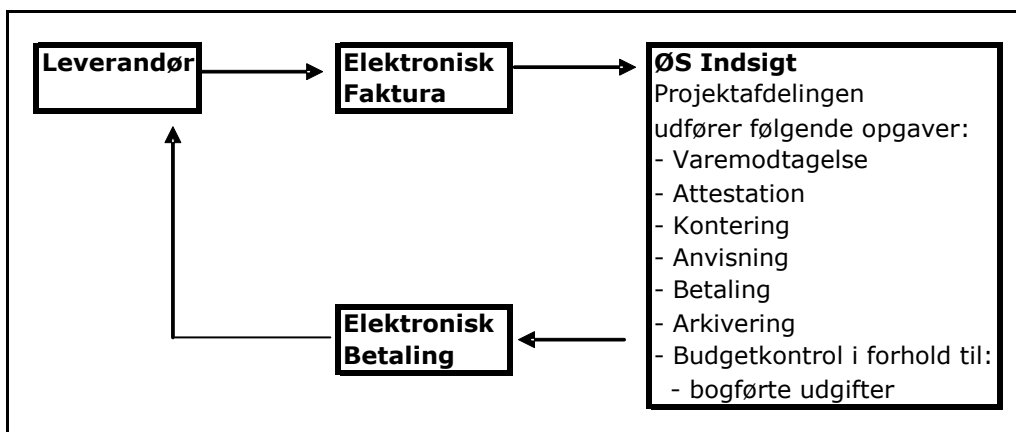 Leverandør
Elektronisk
Faktura
ØS Indsigt
Projektafdelingen
udfører følgende opgaver:
- Varemodtagelse
- Attestation
- Kontering
- Anvisning
- Betaling
- Arkivering
- Budgetkontrol i forhold til:
- bogførte udgifter
Elektronisk
Betaling